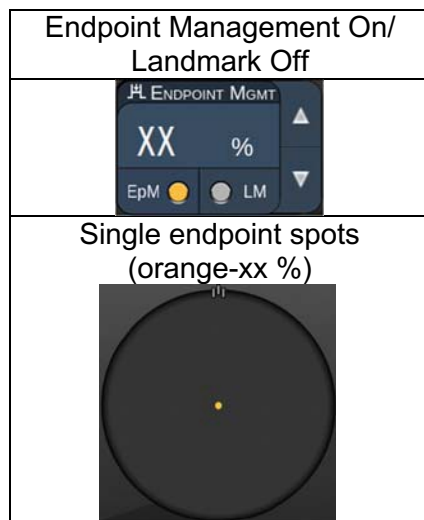 Endpoint Management On/
Landmark Off
ENDPOINT MGMT
XX %
EpM LM
Single endpoint spots
(orange-xx %)